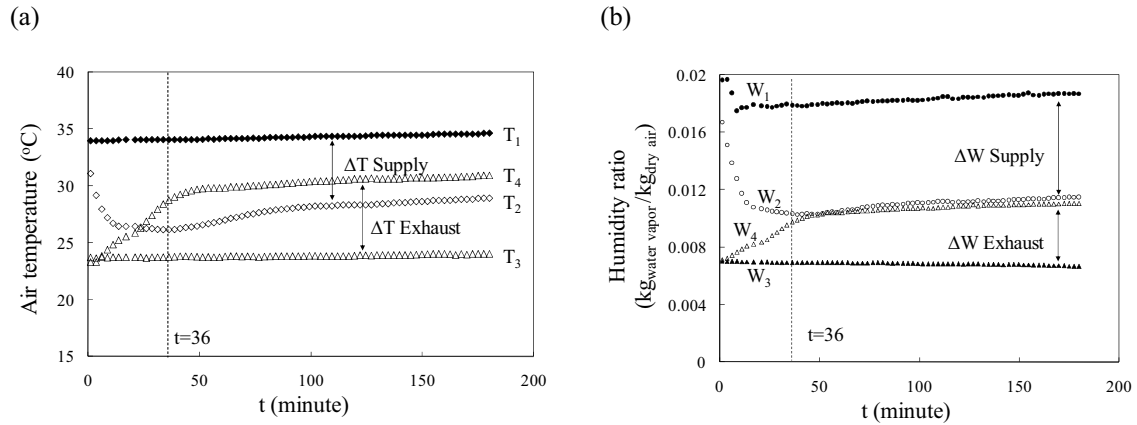 (a)
40
35
30
25
20
15
0
50
100
150
200
Air temperature (°C)
t (minute)
T₁
T₄
T₂
T₃
ΔT Supply
ΔT Exhaust
t=36
(b)
0.02
0.016
0.012
0.008
0.004
0
0
50
100
150
200
Humidity ratio
(kg_water vapor/kg_dry air)
t (minute)
W₁
W₂
W₄
W₃
ΔW Supply
ΔW Exhaust
t=36